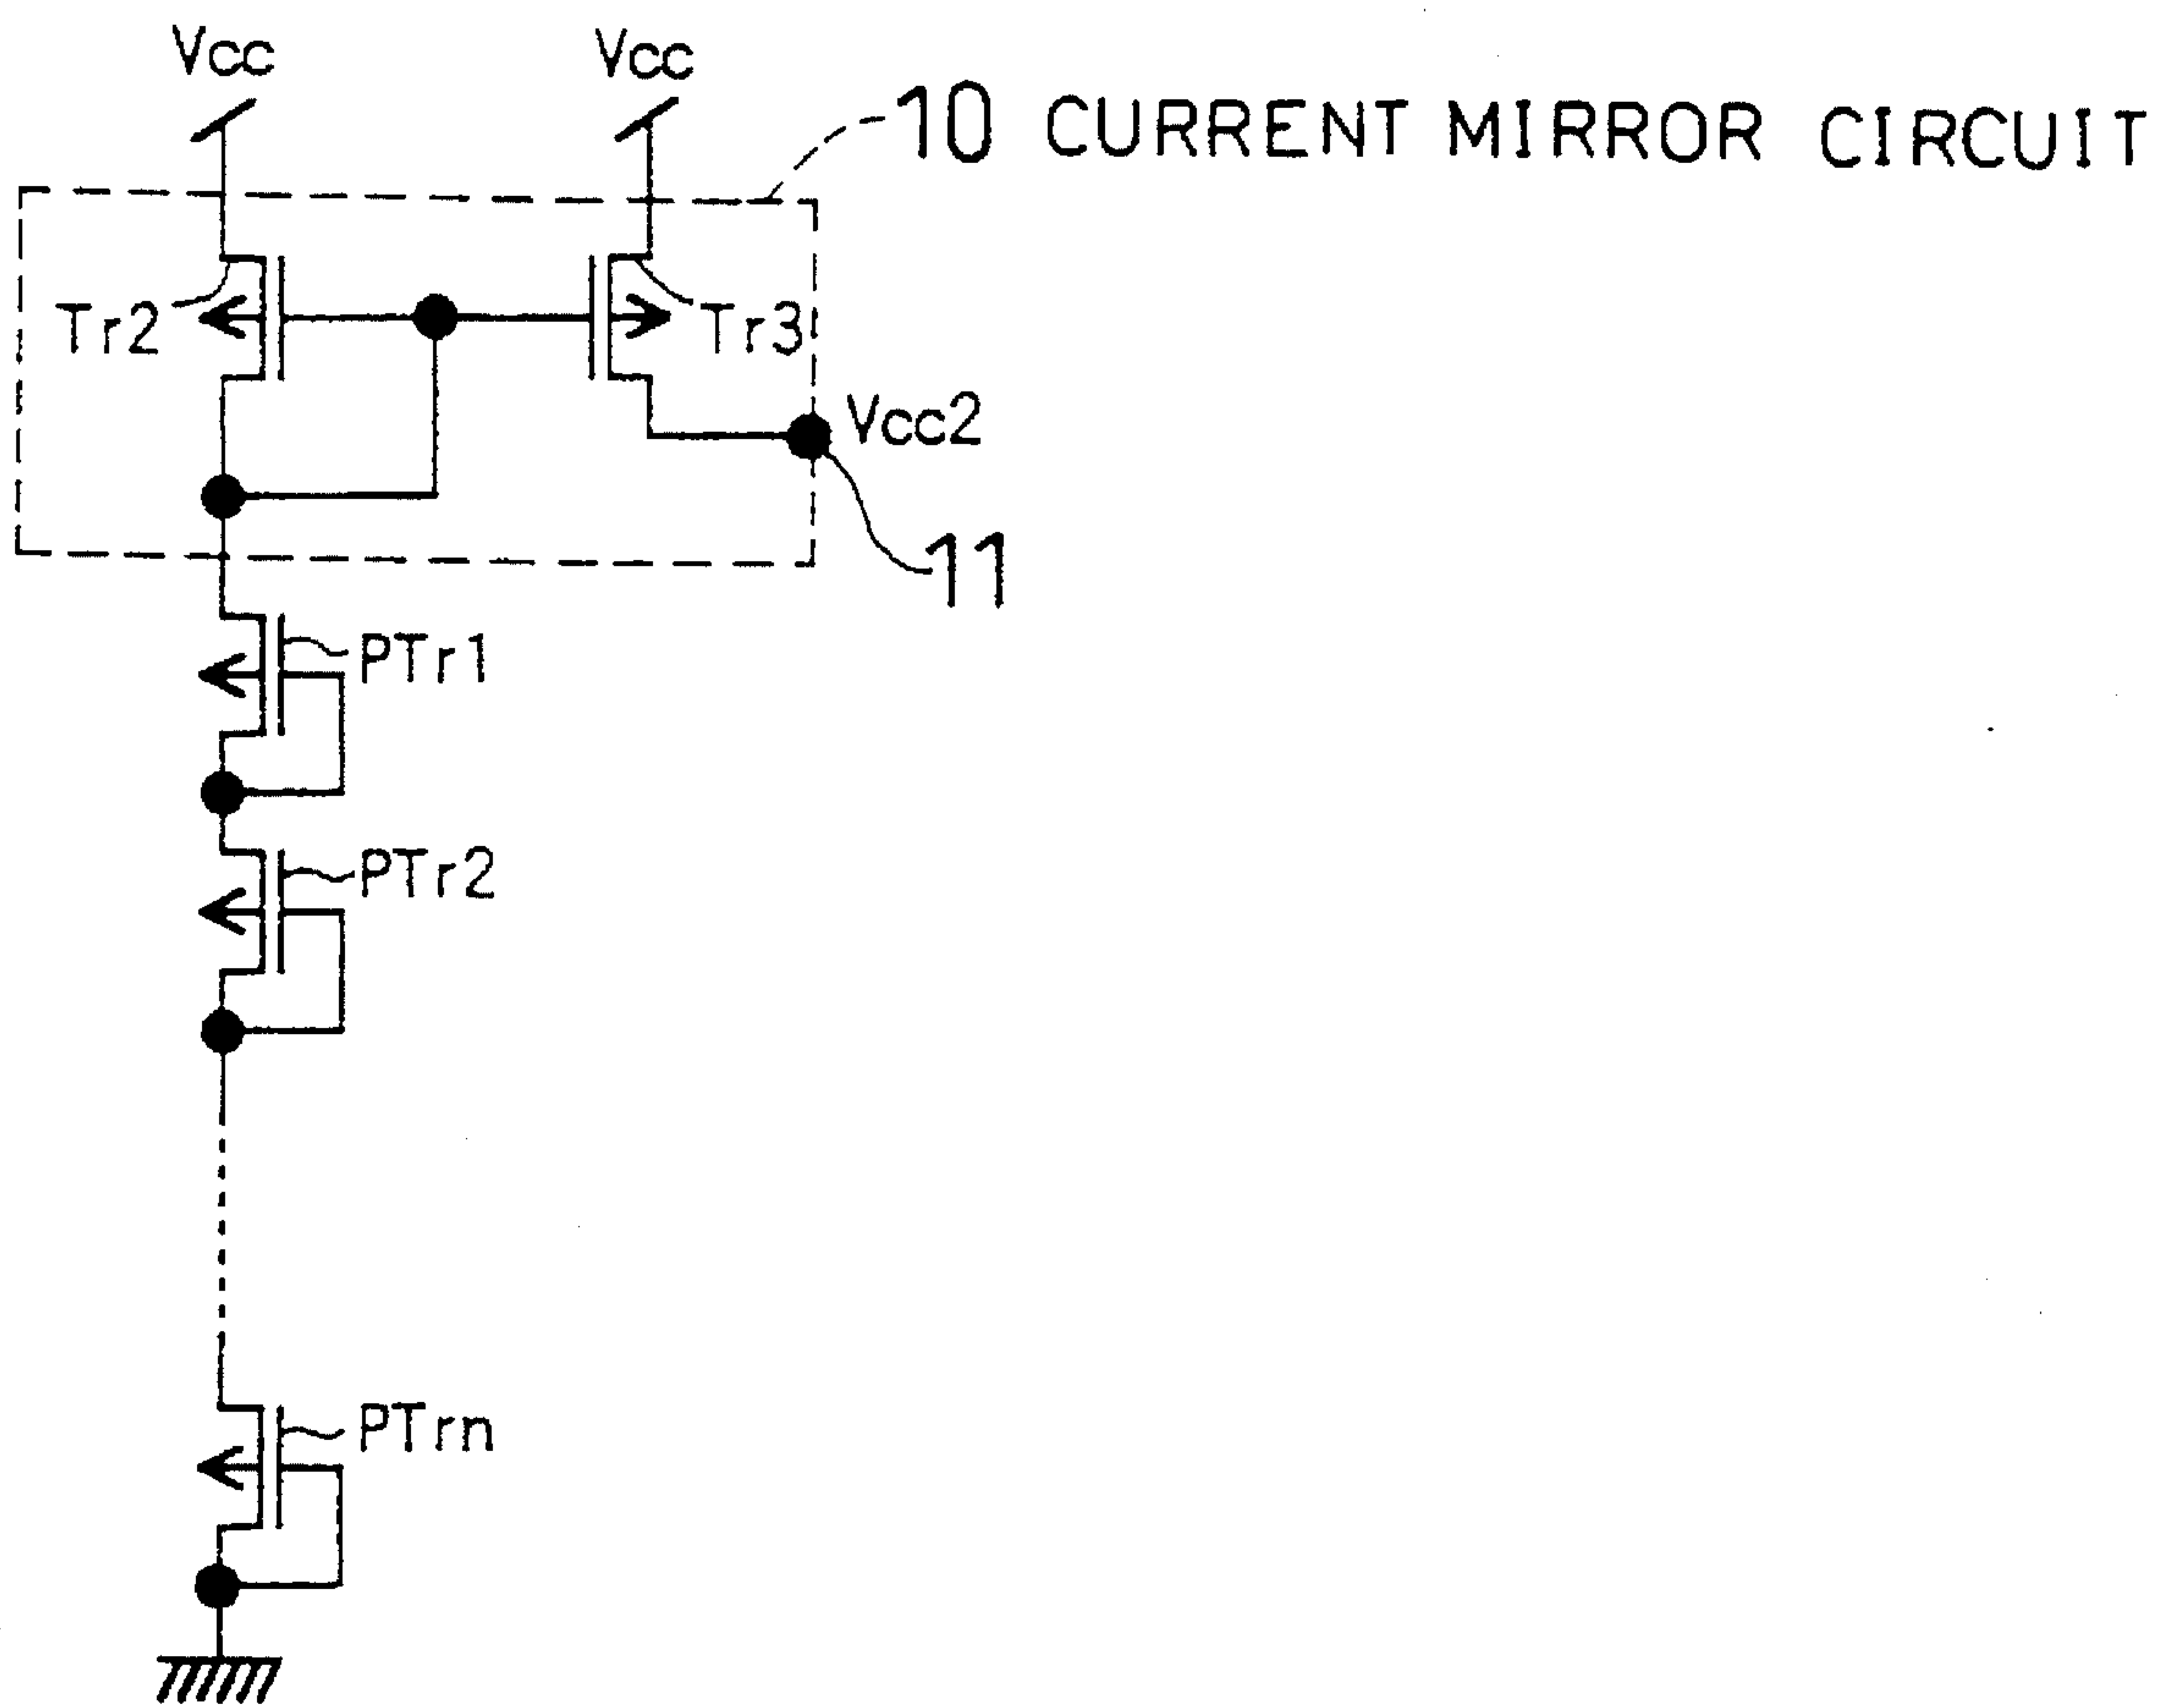 Vcc
Vcc
10 CURRENT MIRROR CIRCUIT
Tr2
Tr3
Vcc2
11
PTr1
PTr2
PTrn